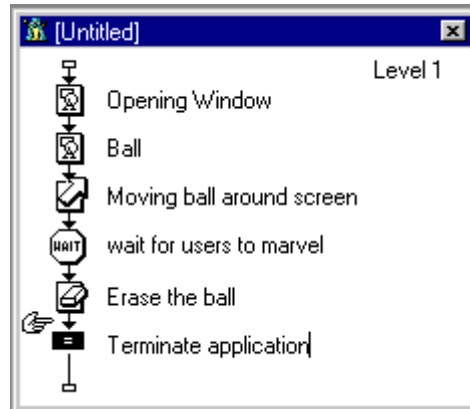 [Untitled]
Level 1
Opening Window
Ball
Moving ball around screen
WAIT
wait for users to marvel
Erase the ball
=
Terminate application